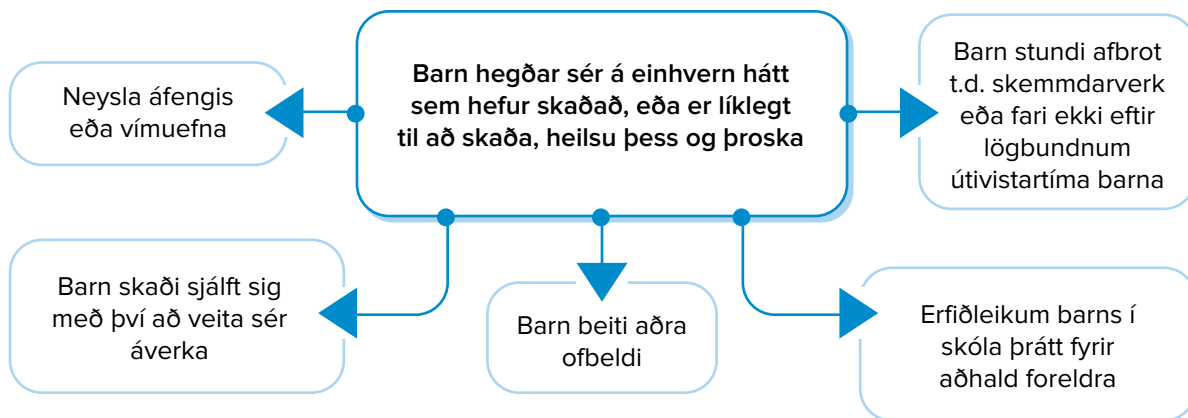 Barn hegðar sér á einhvern hátt
sem hefur skaðað, eða er líklegt
til að skaða, heilsu þess og þroska
Neysla áfengis
eða vímuefna
Barn stundi afbrot
t.d. skemmdarverk
eða fari ekki eftir
lögbundnum
útivistartíma barna
Barn skaði sjálft sig
með því að veita sér
áverka
Barn beiti aðra
ofbeldi
Erfiðleikum barns í
skóla þrátt fyrir
aðhald foreldra